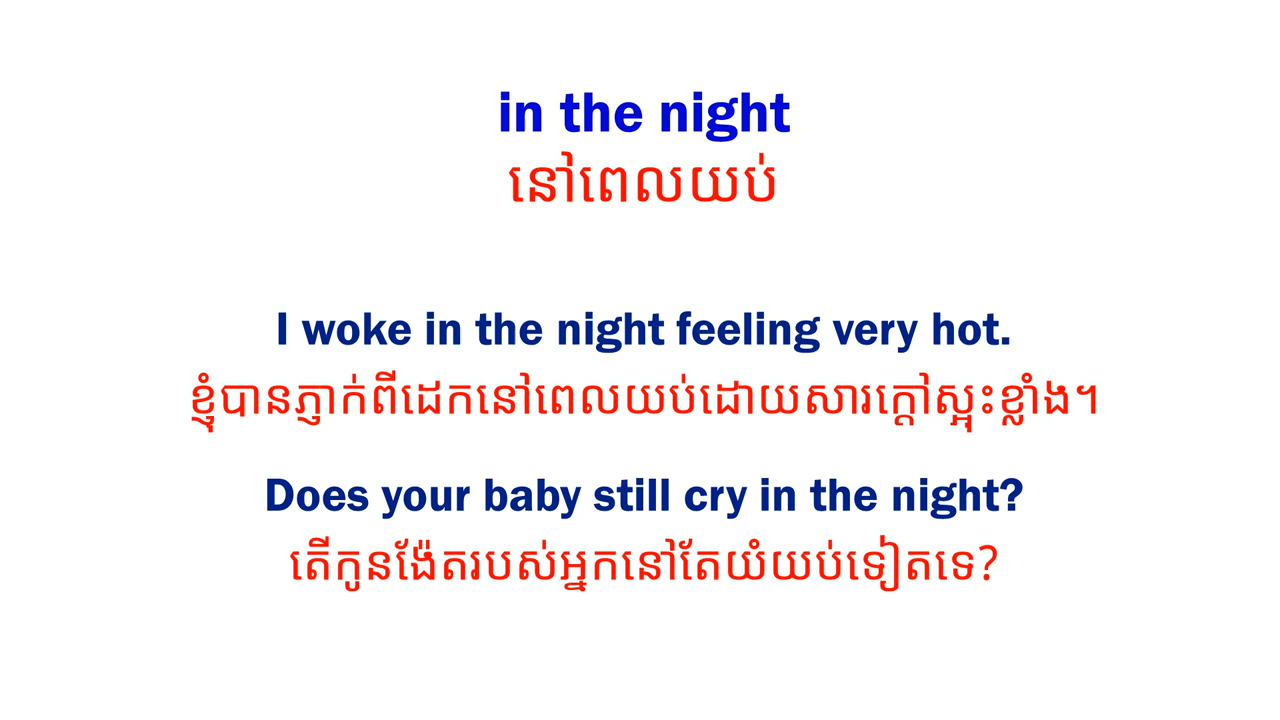 in the night
នៅពេលយប់
I woke in the night feeling very hot.
ខ្ញុំបានភ្ញាក់ពីដេកនៅពេលយប់ដោយសារក្តៅស្អុះខ្លាំង។
Does your baby still cry in the night?
តើកូនង៉ែតរបស់អ្នកនៅតែយំយប់ទៀតទេ?